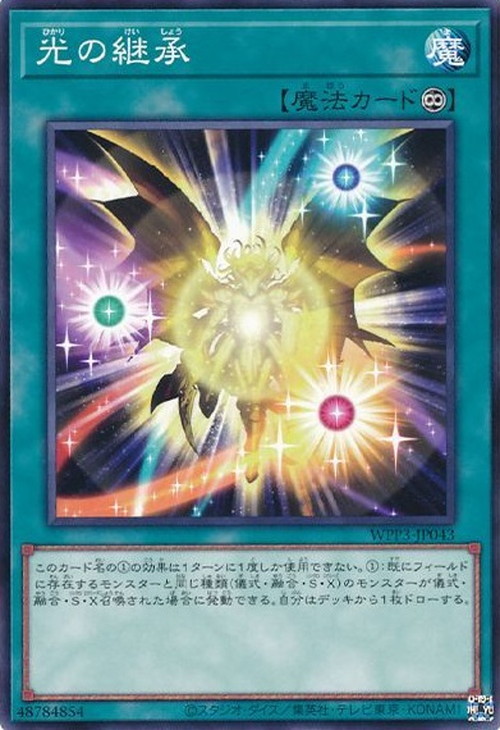 光の継承
魔
【魔法カード♾】
WPP3-JP043
このカード名の①の効果は1ターンに1度しか使用できない。①:既にフィールド
に存在するモンスターと同じ種類(儀式・融合・S・X)のモンスターが儀式・
融合・S・X召喚された場合に発動できる。自分はデッキから1枚ドローする。
48784854
©スタジオ・ダイス/集英社・テレビ東京・KONAMI